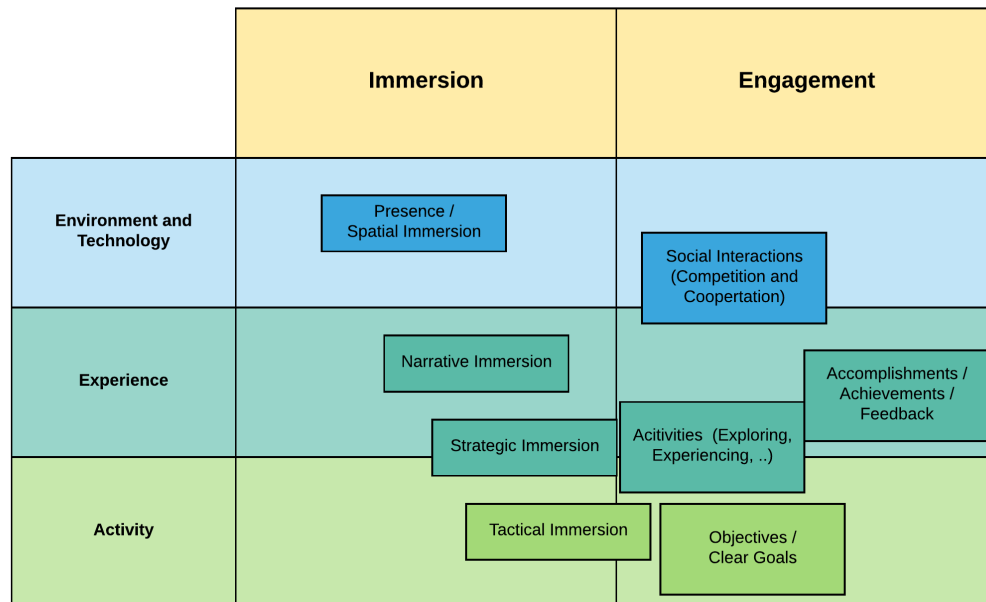 Immersion
Engagement
Environment and
Technology
Presence /
Spatial Immersion
Social Interactions
(Competition and
Coopertation)
Experience
Narrative Immersion
Accomplishments /
Achievements /
Feedback
Strategic Immersion
Acitivities  (Exploring,
Experiencing, ..)
Activity
Tactical Immersion
Objectives /
Clear Goals